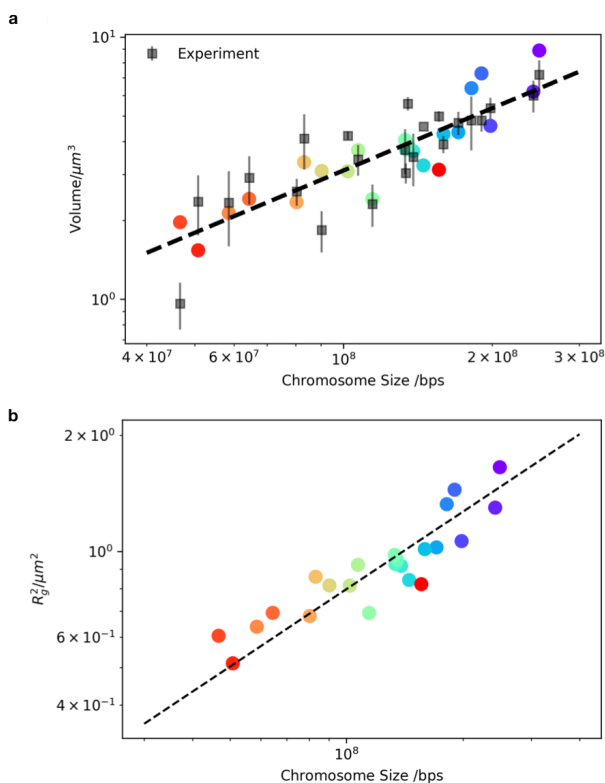 a
10¹
Experiment
Volume/μm³
10⁰
4 × 10⁷
6 × 10⁷
10⁸
2 × 10⁸
3 × 10⁸
Chromosome Size /bps
b
2 × 10⁰
10⁰
R_g²/μm²
6 × 10⁻¹
4 × 10⁻¹
10⁸
Chromosome Size /bps